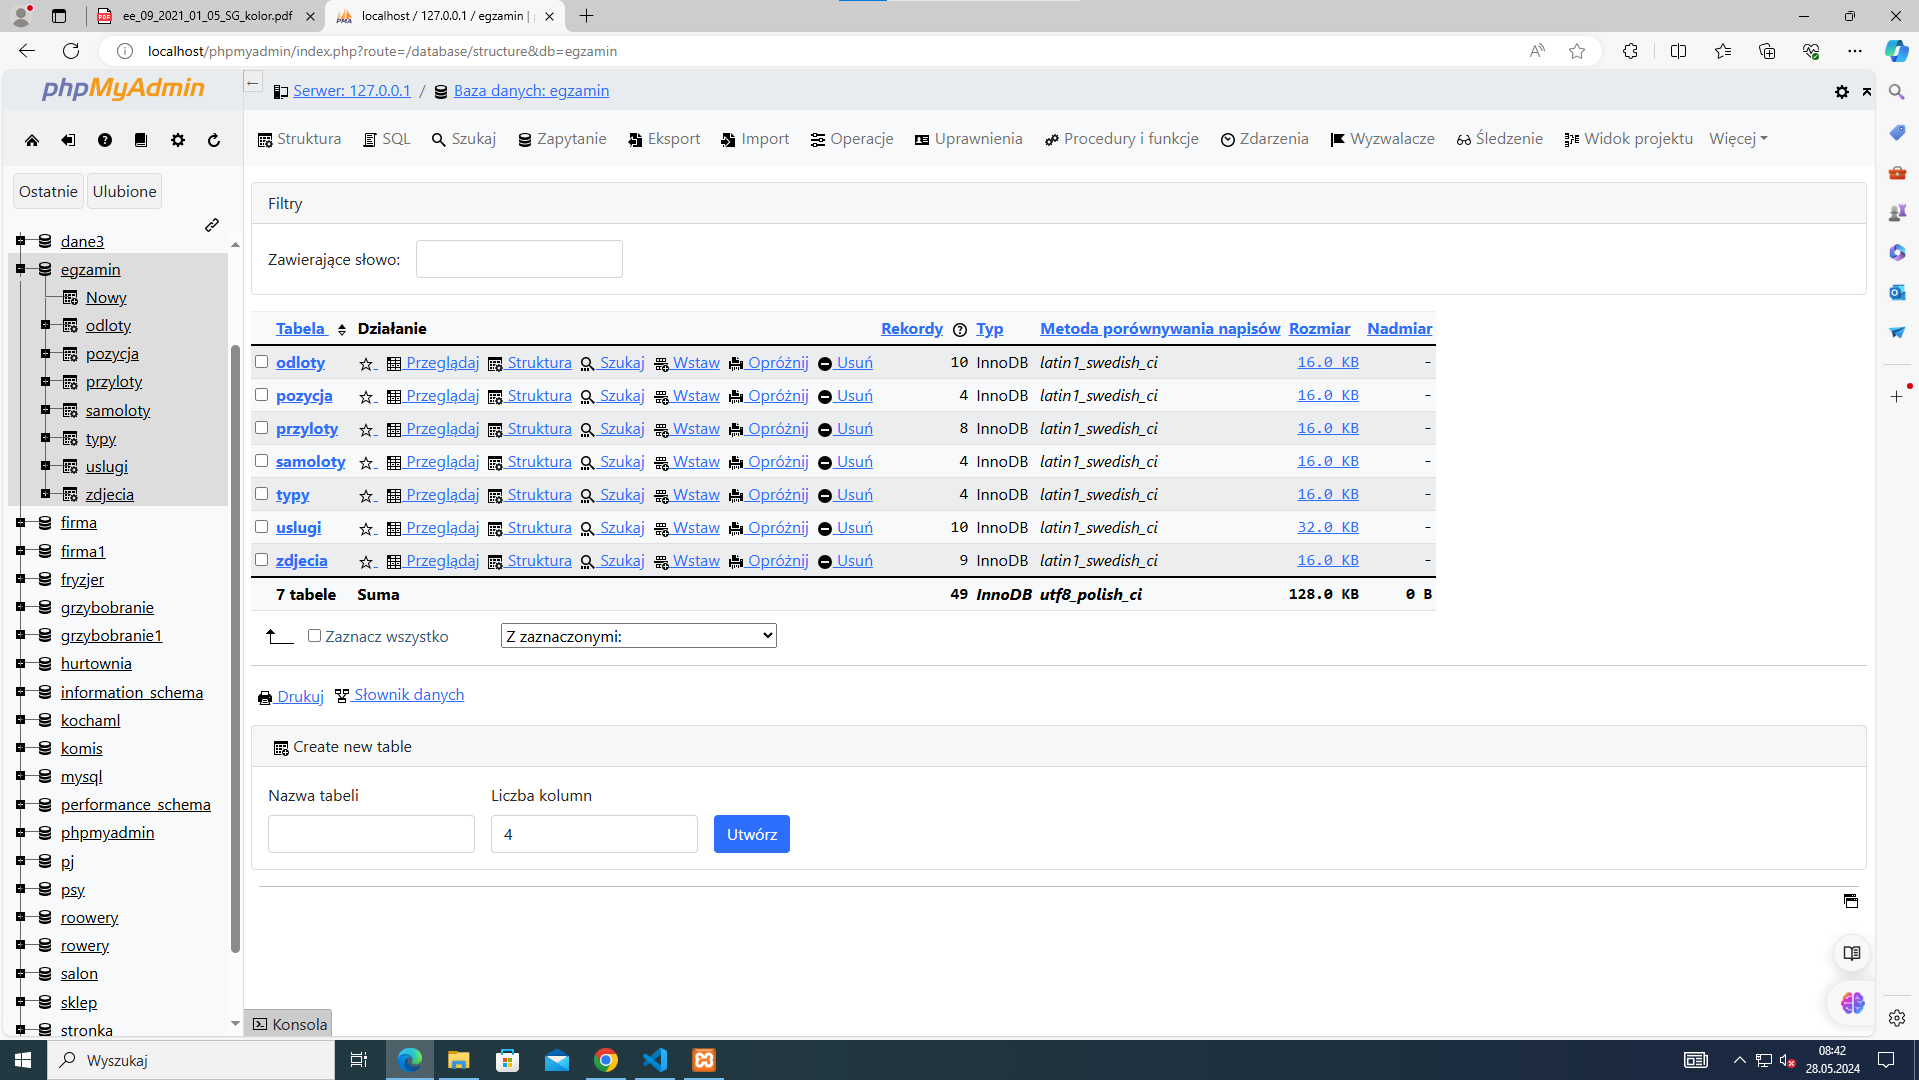 ee_09_2021_01_05_SG_kolor.pdf
localhost / 127.0.0.1 / egzamin |
localhost/phpmyadmin/index.php?route=/database/structure&db=egzamin
phpMyAdmin
Serwer: 127.0.0.1 / Baza danych: egzamin
Struktura SQL Szukaj Zapytanie Eksport Import Operacje Uprawnienia Procedury i funkcje Zdarzenia Wyzwalacze Śledzenie Widok projektu Więcej
Ostatnie Ulubione
dane3
egzamin
Nowy
odloty
pozycja
przyloty
samoloty
typy
uslugi
zdjecia
firma
firma1
fryzjer
grzybobranie
grzybobranie1
hurtownia
information_schema
kochaml
komis
mysql
performance_schema
phpmyadmin
pj
psy
roowery
rowery
salon
sklep
stronka
Filtry
Zawierające słowo:
Tabela Działanie Rekordy Typ Metoda porównywania napisów Rozmiar Nadmiar
odloty Przeglądaj Struktura Szukaj Wstaw Opróżnij Usuń 10 InnoDB latin1_swedish_ci 16.0 KB -
pozycja Przeglądaj Struktura Szukaj Wstaw Opróżnij Usuń 4 InnoDB latin1_swedish_ci 16.0 KB -
przyloty Przeglądaj Struktura Szukaj Wstaw Opróżnij Usuń 8 InnoDB latin1_swedish_ci 16.0 KB -
samoloty Przeglądaj Struktura Szukaj Wstaw Opróżnij Usuń 4 InnoDB latin1_swedish_ci 16.0 KB -
typy Przeglądaj Struktura Szukaj Wstaw Opróżnij Usuń 4 InnoDB latin1_swedish_ci 16.0 KB -
uslugi Przeglądaj Struktura Szukaj Wstaw Opróżnij Usuń 10 InnoDB latin1_swedish_ci 32.0 KB -
zdjecia Przeglądaj Struktura Szukaj Wstaw Opróżnij Usuń 9 InnoDB latin1_swedish_ci 16.0 KB -
7 tabele Suma 49 InnoDB utf8_polish_ci 128.0 KB 0 B
Zaznacz wszystko Z zaznaczonymi:
Drukuj Słownik danych
Create new table
Nazwa tabeli Liczba kolumn
4 Utwórz
Konsola
Wyszukaj
08:42
28.05.2024